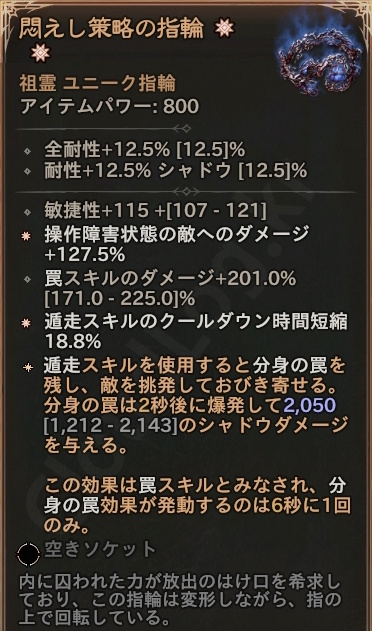 悶えし策略の指輪
祖霊 ユニーク指輪
アイテムパワー: 800
全耐性+12.5% [12.5]%
耐性+12.5% シャドウ [12.5]%
敏捷性+115 +[107 - 121]
操作障害状態の敵へのダメージ
+127.5%
罠スキルのダメージ+201.0%
[171.0 - 225.0]%
遁走スキルのクールダウン時間短縮
18.8%
遁走スキルを使用すると分身の罠を
残し、敵を挑発しておびき寄せる。
分身の罠は2秒後に爆発して2,050
[1,212 - 2,143]のシャドウダメージ
を与える。
この効果は罠スキルとみなされ、分
身の罠効果が発動するのは6秒に1回
のみ。
空きソケット
内に囚われた力が放出のはけ口を希求し
ており、この指輪は変形しながら、指の
上で回転している。